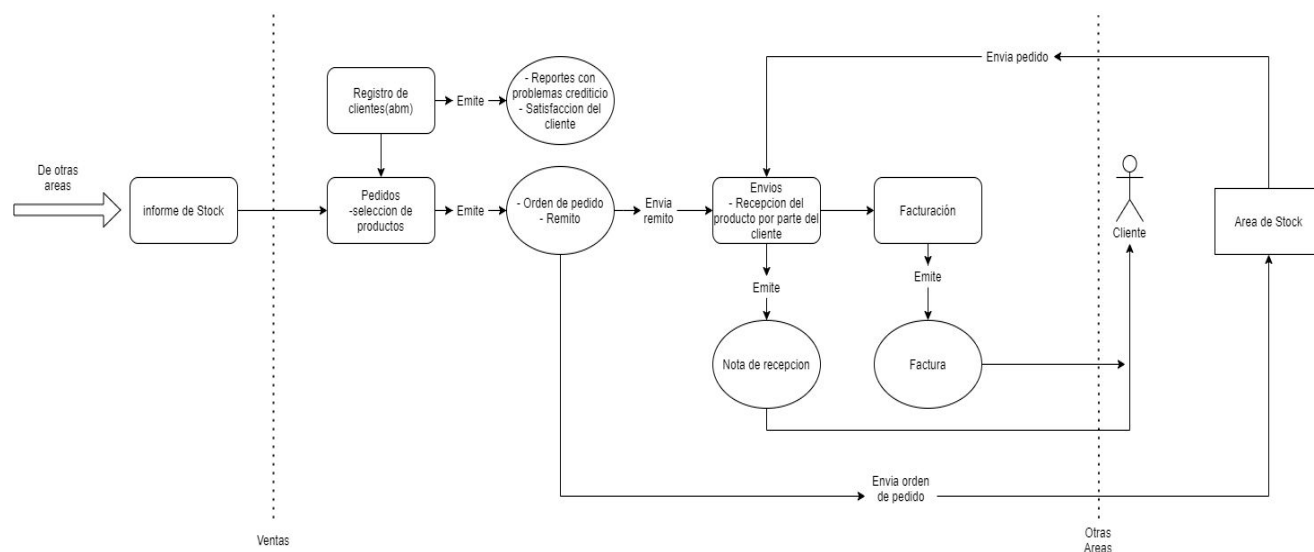 De otras
areas
informe de Stock
Registro de
clientes(abm)
Emite
- Reportes con
problemas crediticio
- Satisfaccion del
cliente
Pedidos
-seleccion de
productos
Emite
- Orden de pedido
- Remito
Envia
remito
Envios
- Recepcion del
producto por parte del
cliente
Facturación
Emite
Emite
Nota de recepcion
Factura
Envia pedido
Cliente
Area de Stock
Envia orden
de pedido
Ventas
Otras
Areas